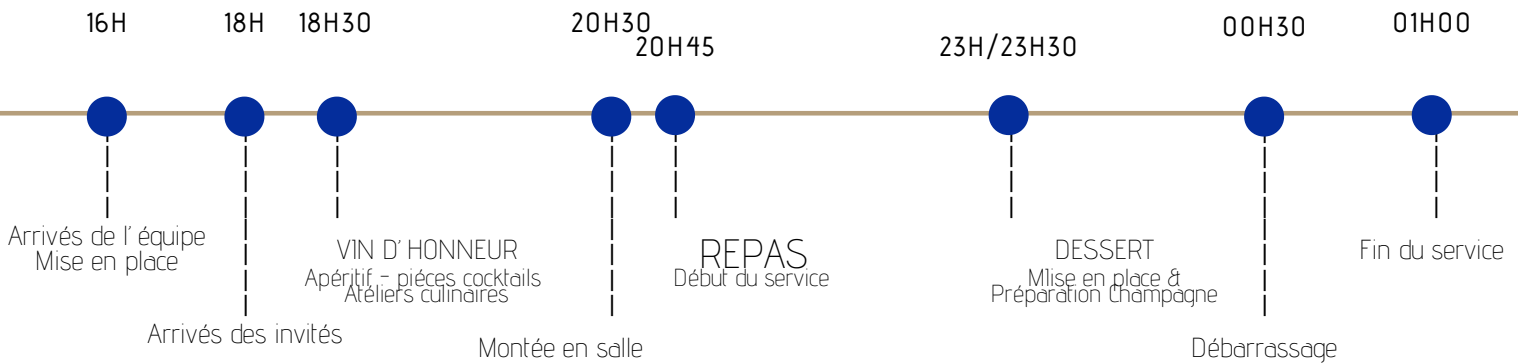 16H
18H
18H30
20H30
20H45
23H/23H30
00H30
01H00
Arrivés de l' équipe
Mise en place
Arrivés des invités
VIN D' HONNEUR
Apéritif - piéces cocktails
Atéliers culinaires
Montée en salle
REPAS
Début du service
DESSERT
MIise en place &
Préparation Champagne
Débarrassage
Fin du service